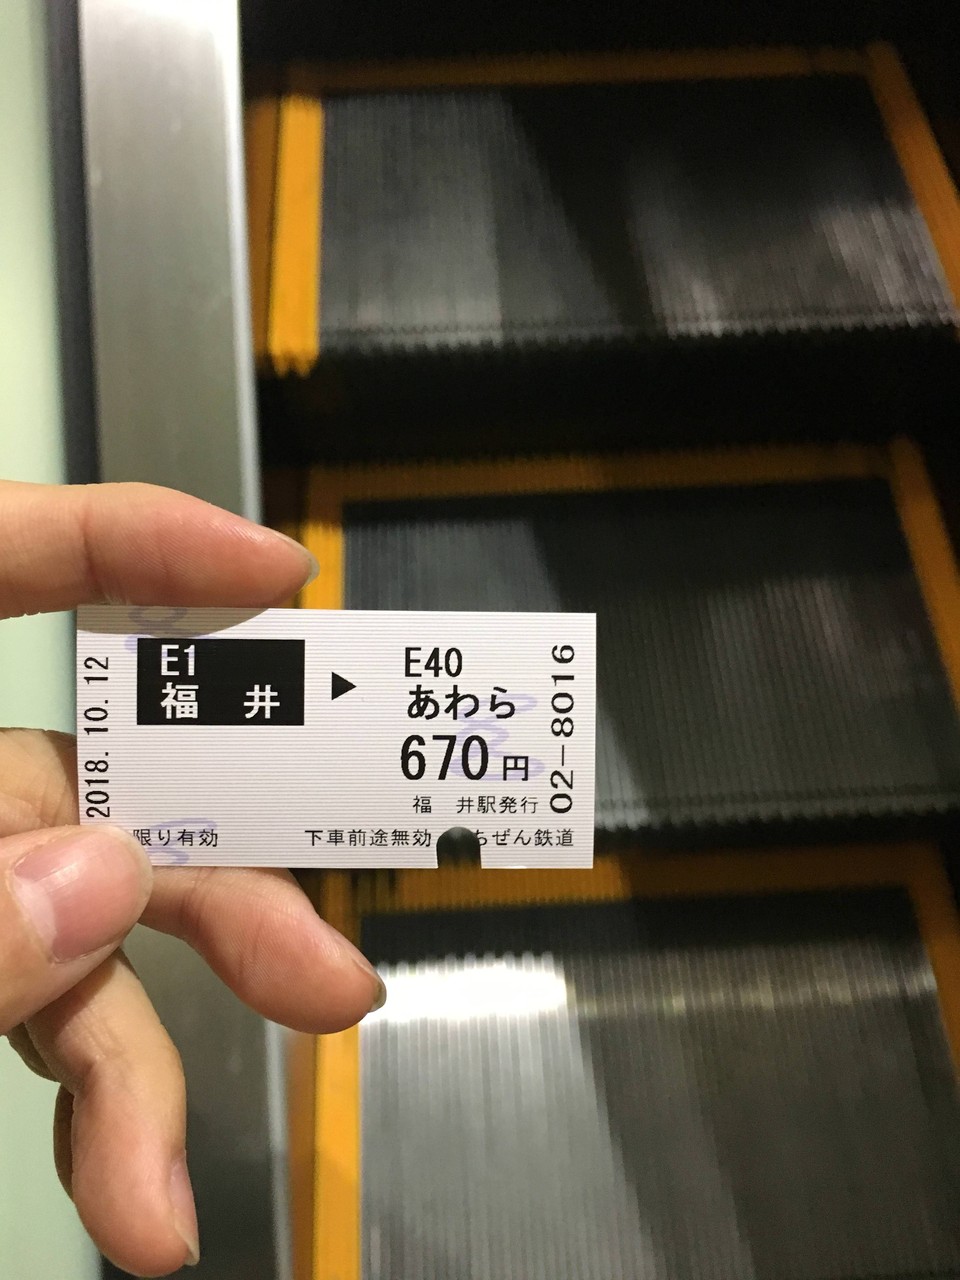 2018.10.12
E1
福 井
▶
E40
あわら
670円
福 井駅発行
限り有効 下車前途無効 ちぜん鉄道
02-8016